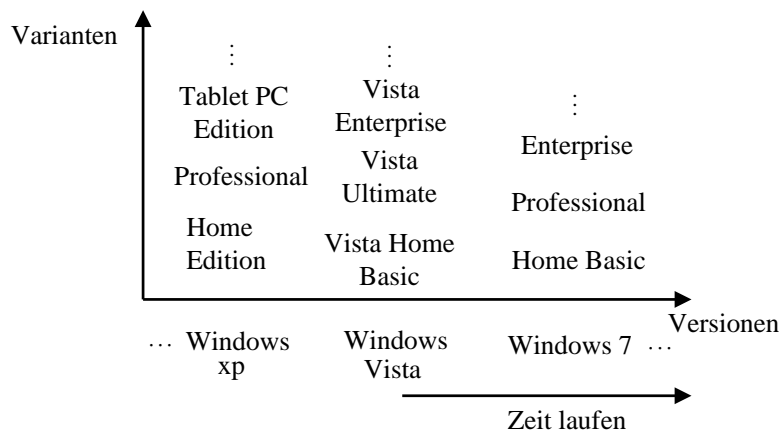 Varianten
⋮
Tablet PC
Edition
Professional
Home
Edition
⋮
Vista
Enterprise
Vista
Ultimate
Vista Home
Basic
⋮
Enterprise
Professional
Home Basic
Versionen
… Windows
xp
Windows
Vista
Windows 7 …
Zeit laufen